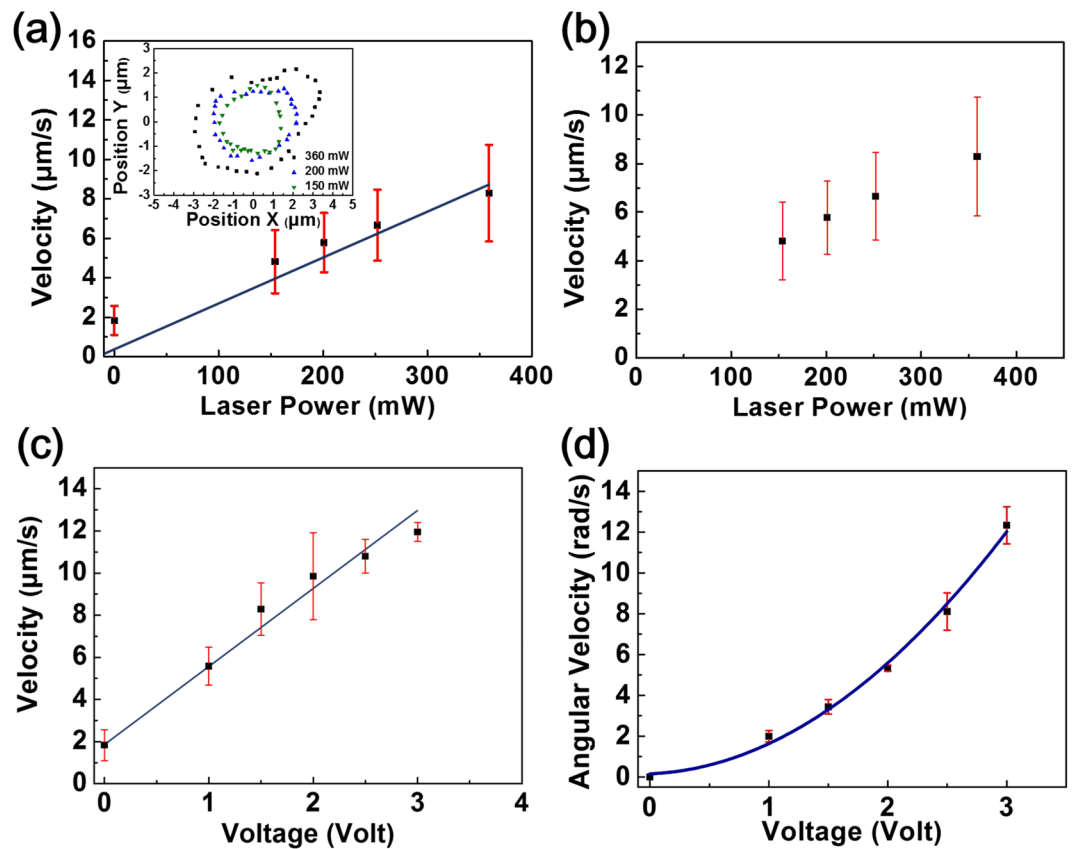 (a)
16
14
12
10
8
6
4
2
0
Velocity (µm/s)
0 100 200 300 400
Laser Power (mW)
3
2
1
0
-1
-2
-3
Position Y (µm)
-5 -4 -3 -2 -1 0 1 2 3 4 5
Position X (µm)
360 mW
200 mW
150 mW
(b)
12
10
8
6
4
2
0
Velocity (µm/s)
0 100 200 300 400
Laser Power (mW)
(c)
14
12
10
8
6
4
2
0
Velocity (µm/s)
0 1 2 3 4
Voltage (Volt)
(d)
14
12
10
8
6
4
2
0
Angular Velocity (rad/s)
0 1 2 3
Voltage (Volt)